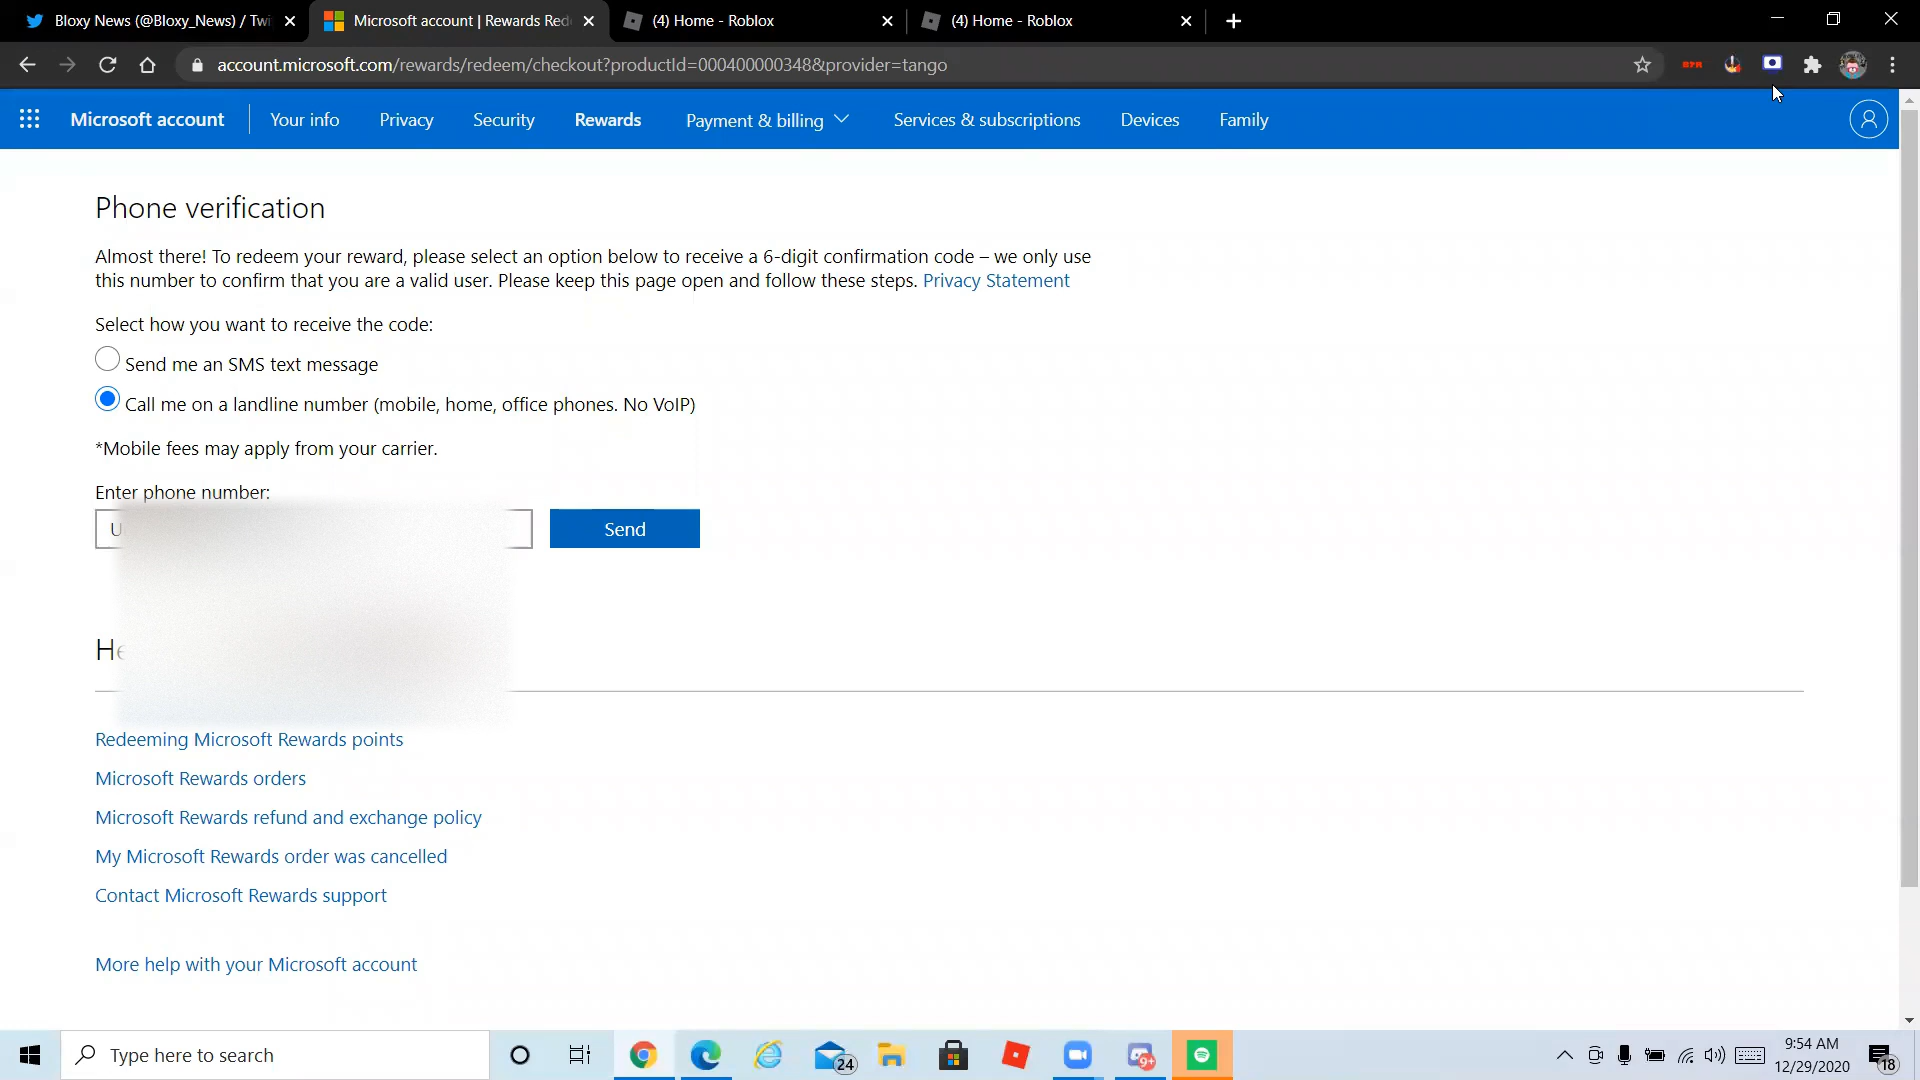 Bloxy News (@Bloxy_News) / Twi
Microsoft account | Rewards Red
(4) Home - Roblox
(4) Home - Roblox
account.microsoft.com/rewards/redeem/checkout?productId=000400000348&provider=tango
Microsoft account
Your info
Privacy
Security
Rewards
Payment & billing
Services & subscriptions
Devices
Family
Phone verification
Almost there! To redeem your reward, please select an option below to receive a 6-digit confirmation code – we only use
this number to confirm that you are a valid user. Please keep this page open and follow these steps. Privacy Statement
Select how you want to receive the code:
Send me an SMS text message
Call me on a landline number (mobile, home, office phones. No VoIP)
*Mobile fees may apply from your carrier.
Enter phone number:
Send
Redeeming Microsoft Rewards points
Microsoft Rewards orders
Microsoft Rewards refund and exchange policy
My Microsoft Rewards order was cancelled
Contact Microsoft Rewards support
More help with your Microsoft account
Type here to search
24
9+
9:54 AM
12/29/2020
18